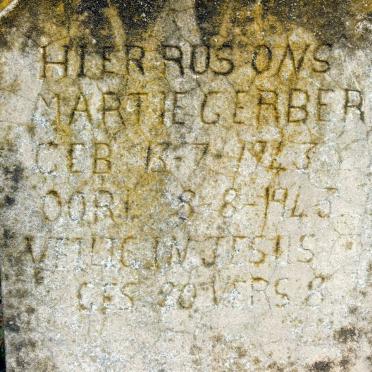 HIER RUS ONS
MARTIE GERBER
GEB 13-7-1943
OORL 8-8-1943
VEILIG IN JESUS
GES 20 VERS 8